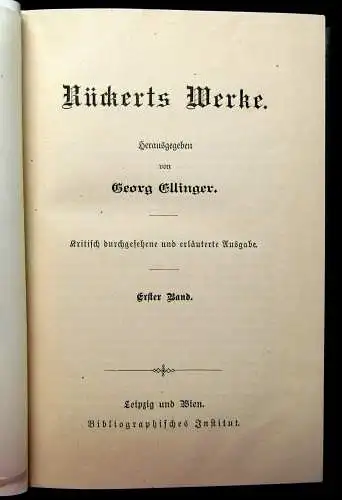 Rückerts Werke.
Herausgegeben
von
Georg Ellinger.
Kritisch durchgesehene und erläuterte Ausgabe.
Erster Band.
Leipzig und Wien.
Bibliographisches Institut.